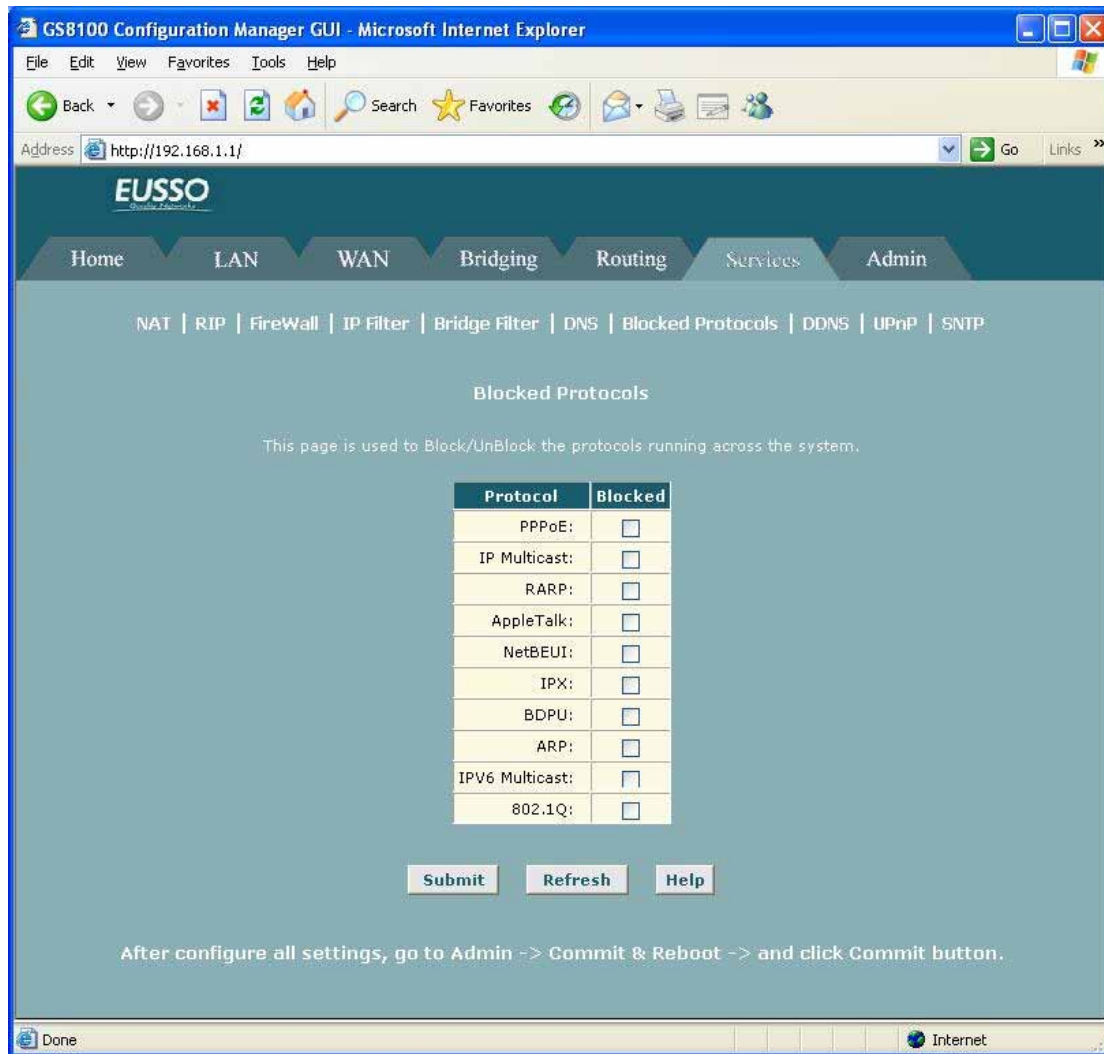 GS8100 Configuration Manager GUI - Microsoft Internet Explorer
File Edit View Favorites Tools Help
Back Search Favorites
Address http://192.168.1.1/ Go Links »
EUSSO
Quality Networks
Home LAN WAN Bridging Routing Services Admin
NAT | RIP | FireWall | IP Filter | Bridge Filter | DNS | Blocked Protocols | DDNS | UPnP | SNTP
Blocked Protocols
This page is used to Block/UnBlock the protocols running across the system.
Protocol Blocked
PPPoE:
IP Multicast:
RARP:
AppleTalk:
NetBEUI:
IPX:
BDPU:
ARP:
IPV6 Multicast:
802.1Q:
Submit Refresh Help
After configure all settings, go to Admin -> Commit & Reboot -> and click Commit button.
Done Internet